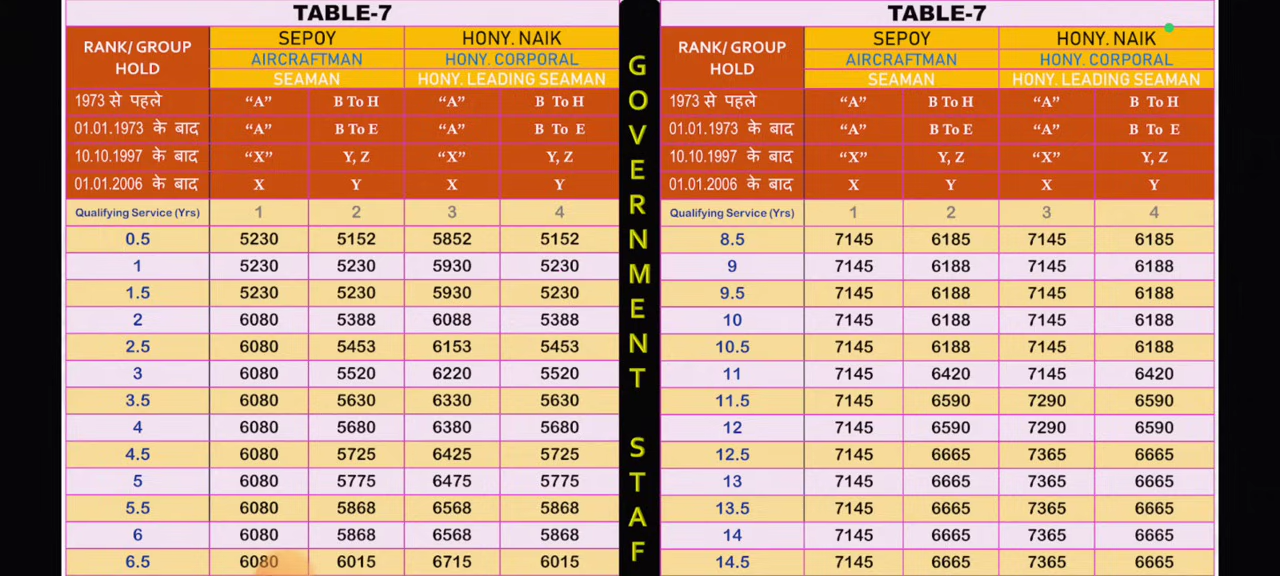 TABLE-7
RANK/ GROUP HOLD SEPOY HONY. NAIK
AIRCRAFTMAN HONY. CORPORAL
SEAMAN HONY. LEADING SEAMAN
1973 से पहले “A” B To H “A” B To H
01.01.1973 के बाद “A” B To E “A” B To E
10.10.1997 के बाद “X” Y, Z “X” Y, Z
01.01.2006 के बाद X Y X Y
Qualifying Service (Yrs) 1 2 3 4
0.5 5230 5152 5852 5152
1 5230 5230 5930 5230
1.5 5230 5230 5930 5230
2 6080 5388 6088 5388
2.5 6080 5453 6153 5453
3 6080 5520 6220 5520
3.5 6080 5630 6330 5630
4 6080 5680 6380 5680
4.5 6080 5725 6425 5725
5 6080 5775 6475 5775
5.5 6080 5868 6568 5868
6 6080 5868 6568 5868
6.5 6080 6015 6715 6015
GOVERNMENT STAF
TABLE-7
RANK/ GROUP HOLD SEPOY HONY. NAIK
AIRCRAFTMAN HONY. CORPORAL
SEAMAN HONY. LEADING SEAMAN
1973 से पहले “A” B To H “A” B To H
01.01.1973 के बाद “A” B To E “A” B To E
10.10.1997 के बाद “X” Y, Z “X” Y, Z
01.01.2006 के बाद X Y X Y
Qualifying Service (Yrs) 1 2 3 4
8.5 7145 6185 7145 6185
9 7145 6188 7145 6188
9.5 7145 6188 7145 6188
10 7145 6188 7145 6188
10.5 7145 6188 7145 6188
11 7145 6420 7145 6420
11.5 7145 6590 7290 6590
12 7145 6590 7290 6590
12.5 7145 6665 7365 6665
13 7145 6665 7365 6665
13.5 7145 6665 7365 6665
14 7145 6665 7365 6665
14.5 7145 6665 7365 6665